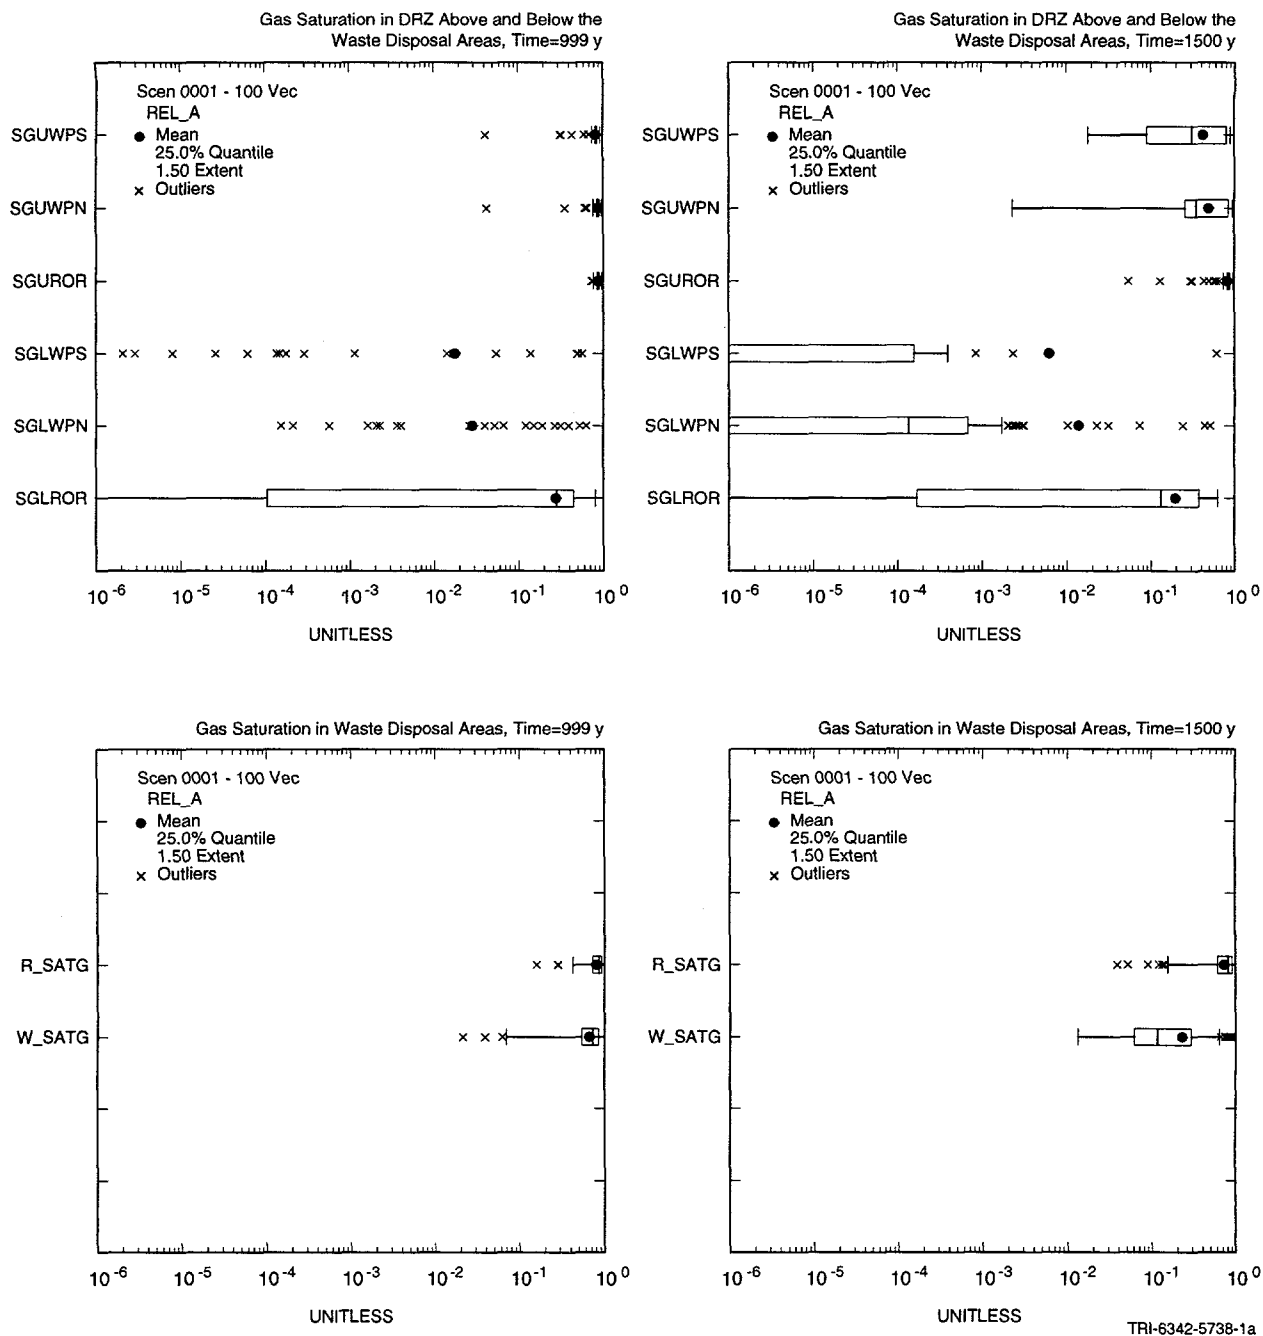 Gas Saturation in DRZ Above and Below the
Waste Disposal Areas, Time=999 y
Scen 0001 - 100 Vec
REL_A
Mean
25.0% Quantile
1.50 Extent
Outliers
SGUWPS
SGUWPN
SGUROR
SGLWPS
SGLWPN
SGLROR
10⁻⁶ 10⁻⁵ 10⁻⁴ 10⁻³ 10⁻² 10⁻¹ 10⁰
UNITLESS
Gas Saturation in DRZ Above and Below the
Waste Disposal Areas, Time=1500 y
Scen 0001 - 100 Vec
REL_A
Mean
25.0% Quantile
1.50 Extent
Outliers
SGUWPS
SGUWPN
SGUROR
SGLWPS
SGLWPN
SGLROR
10⁻⁶ 10⁻⁵ 10⁻⁴ 10⁻³ 10⁻² 10⁻¹ 10⁰
UNITLESS
Gas Saturation in Waste Disposal Areas, Time=999 y
Scen 0001 - 100 Vec
REL_A
Mean
25.0% Quantile
1.50 Extent
Outliers
R_SATG
W_SATG
10⁻⁶ 10⁻⁵ 10⁻⁴ 10⁻³ 10⁻² 10⁻¹ 10⁰
UNITLESS
Gas Saturation in Waste Disposal Areas, Time=1500 y
Scen 0001 - 100 Vec
REL_A
Mean
25.0% Quantile
1.50 Extent
Outliers
R_SATG
W_SATG
10⁻⁶ 10⁻⁵ 10⁻⁴ 10⁻³ 10⁻² 10⁻¹ 10⁰
UNITLESS
TRI-6342-5738-1a